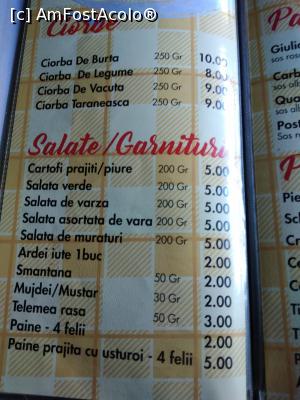 [c] AmFostAcolo®
Ciorbe
Ciorba De Burta 250 Gr 10.00
Ciorba De Legume 250 Gr 8.00
Ciorba De Vacuta 250 Gr 9.00
Ciorba Taraneasca 250 Gr 9.00
Salate/Garnituri
Cartofi prajiti/piure 200 Gr 5.00
Salata verde 200 Gr 5.00
Salata de varza 200 Gr 5.00
Salata asortata de vara 200 Gr 5.00
Salata de muraturi 200 Gr 5.00
Ardei iute 1buc 2.00
Smantana 50 Gr 2.00
Mujdei/Mustar 30 Gr 2.00
Telemea rasa 50 Gr 3.00
Paine - 4 felii 2.00
Paine prajita cu usturoi - 4 felii 5.00